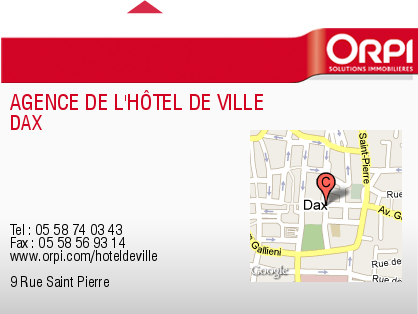 ORPI
SOLUTIONS IMMOBILIÈRES
AGENCE DE L'HÔTEL DE VILLE
DAX
Saint-Pierre
C
Dax
Rue
Rue de
Av. G
Gallieni
Google
Tel : 05 58 74 03 43
Fax : 05 58 56 93 14
www.orpi.com/hoteldeville
9 Rue Saint Pierre